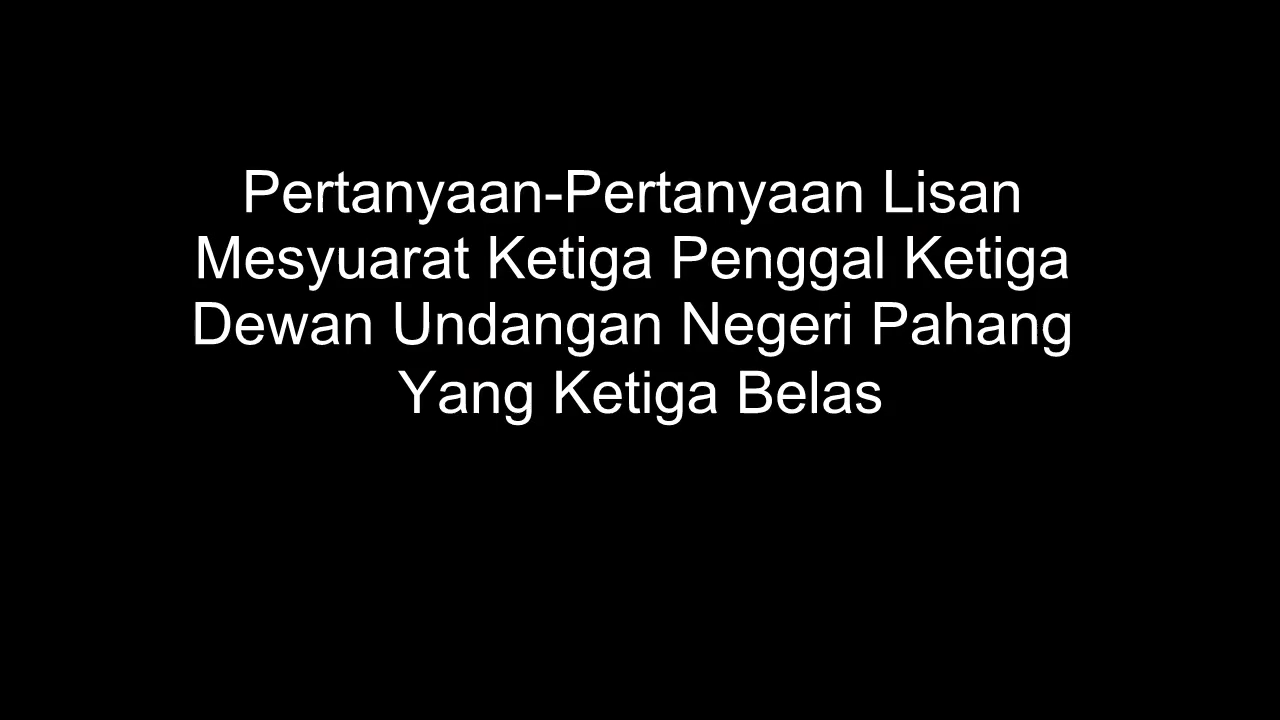 Pertanyaan-Pertanyaan Lisan
Mesyuarat Ketiga Penggal Ketiga
Dewan Undangan Negeri Pahang
Yang Ketiga Belas